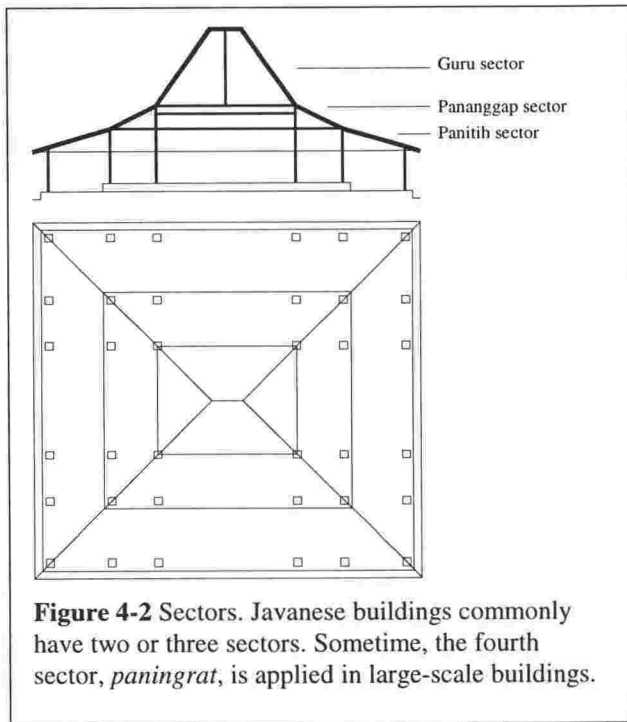 Guru sector
Pananggap sector
Panitih sector
Figure 4-2 Sectors. Javanese buildings commonly
have two or three sectors. Sometime, the fourth
sector, paningrat, is applied in large-scale buildings.